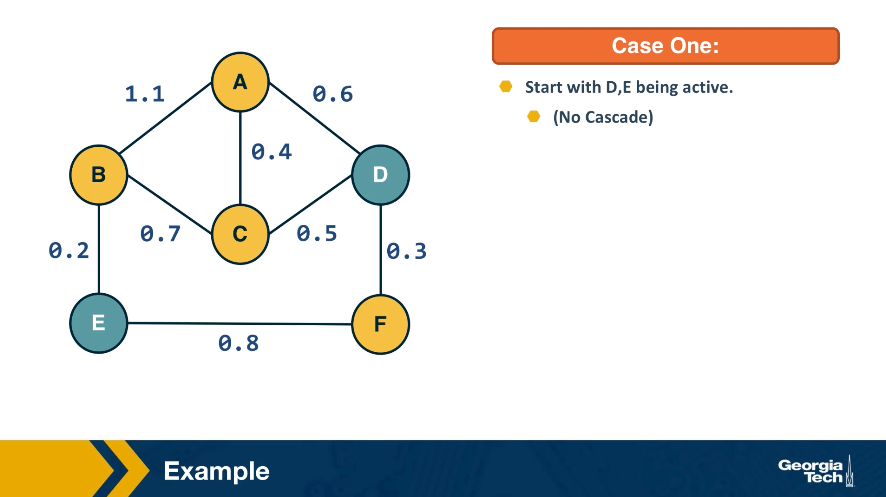 Case One:
Start with D,E being active.
(No Cascade)
A
1.1
0.6
0.4
B
D
C
0.7
0.5
0.2
0.3
E
F
0.8
Example
Georgia
Tech